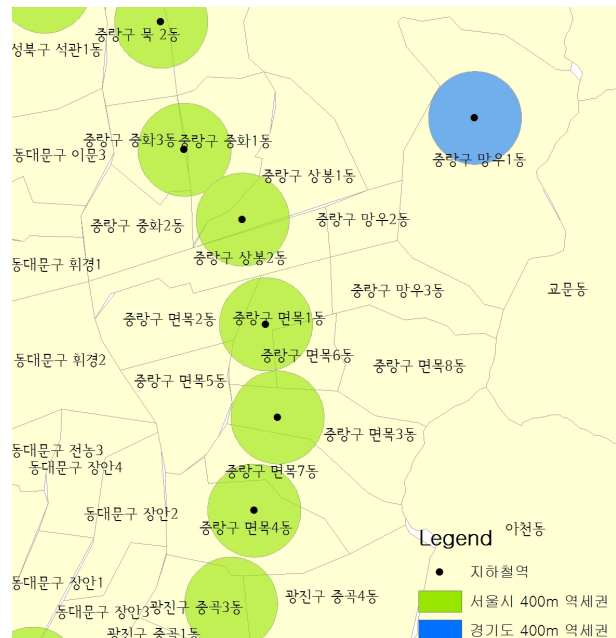 중랑구 묵 2동
성북구 석관1동
중랑구 중화3동
중랑구 중화1동
동대문구 이문3
중랑구 망우1동
중랑구 상봉1동
중랑구 중화2동
중랑구 망우2동
동대문구 휘경1
중랑구 상봉2동
중랑구 망우3동
교문동
중랑구 면목2동
중랑구 면목1동
중랑구 면목6동
동대문구 휘경2
중랑구 면목8동
중랑구 면목5동
중랑구 면목3동
동대문구 전농3
동대문구 장안4
중랑구 면목7동
동대문구 장안2
중랑구 면목4동
아천동
Legend
지하철역
동대문구 장안1
광진구 중곡4동
서울시 400m 역세권
동대문구 장안3
광진구 중곡3동
경기도 400m 역세권
광진구 중곡1동